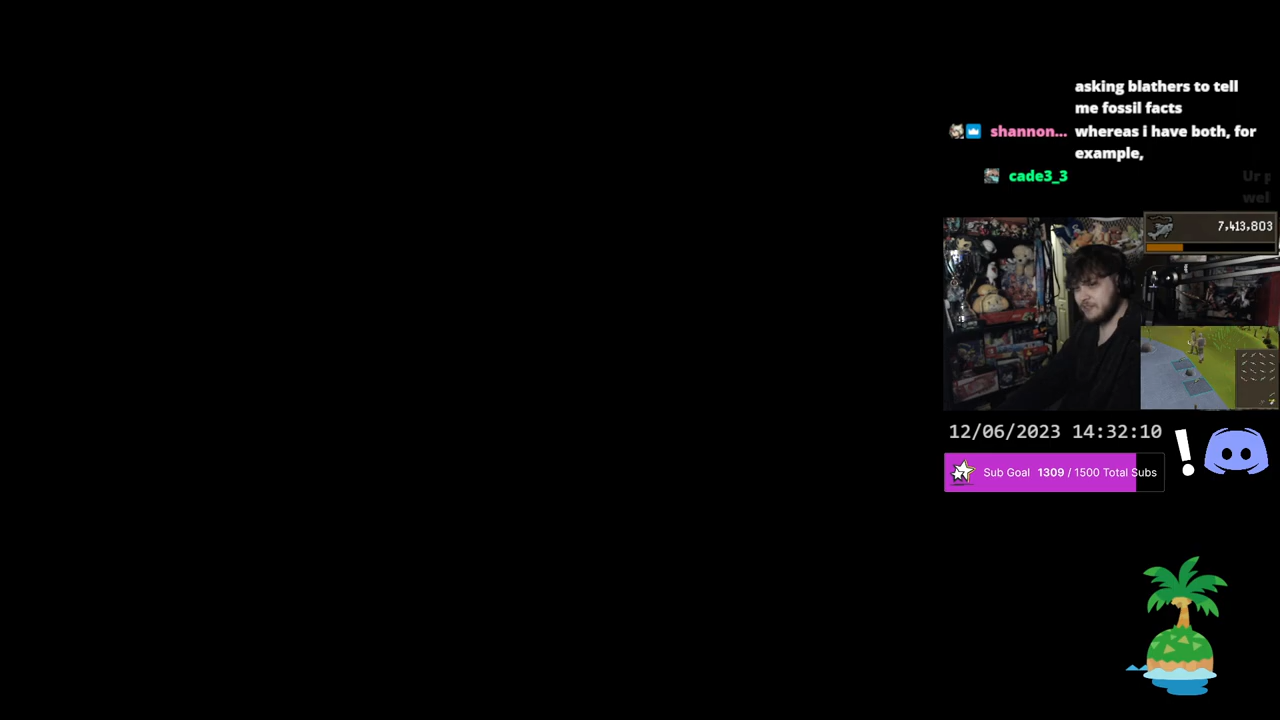 asking blathers to tell
me fossil facts
shannon... whereas i have both, for
example,
cade3_3
7,413,803
12/06/2023 14:32:10
Sub Goal 1309 / 1500 Total Subs